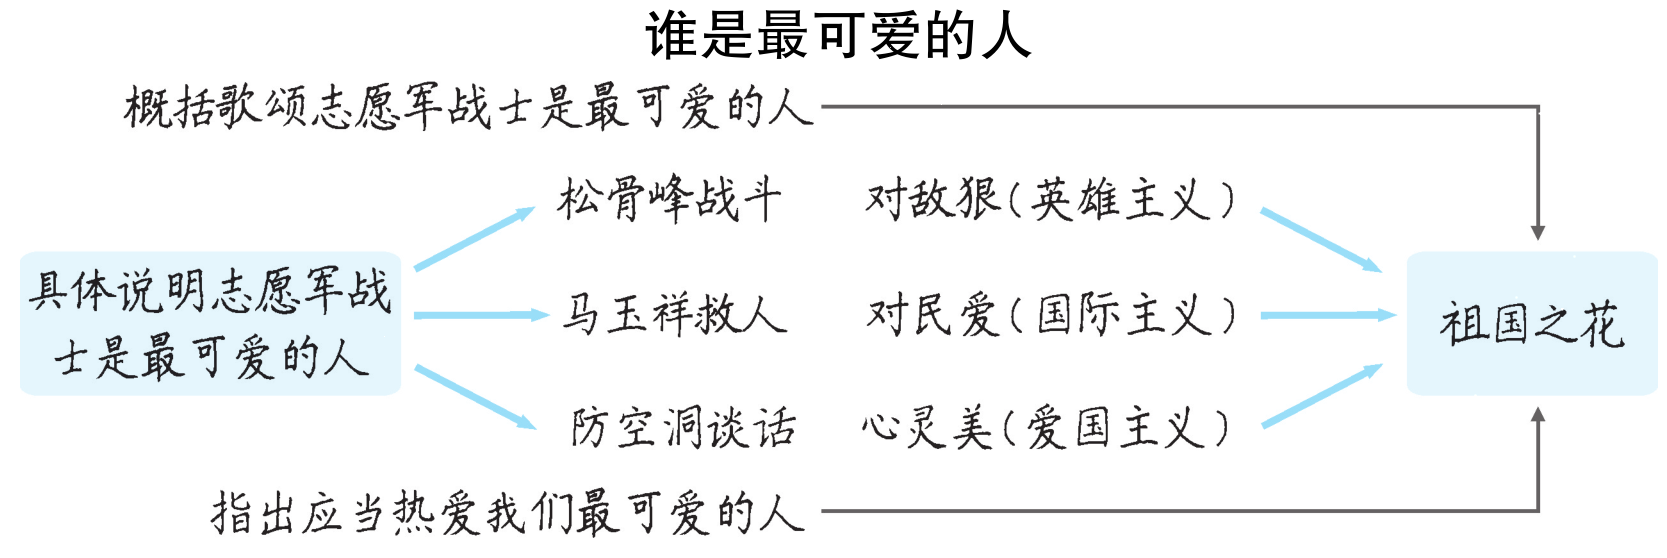 谁是最可爱的人
概括歌颂志愿军战士是最可爱的人
松骨峰战斗 对敌狠(英雄主义)
具体说明志愿军战
士是最可爱的人
马玉祥救人 对民爱(国际主义)
祖国之花
防空洞谈话 心灵美(爱国主义)
指出应当热爱我们最可爱的人